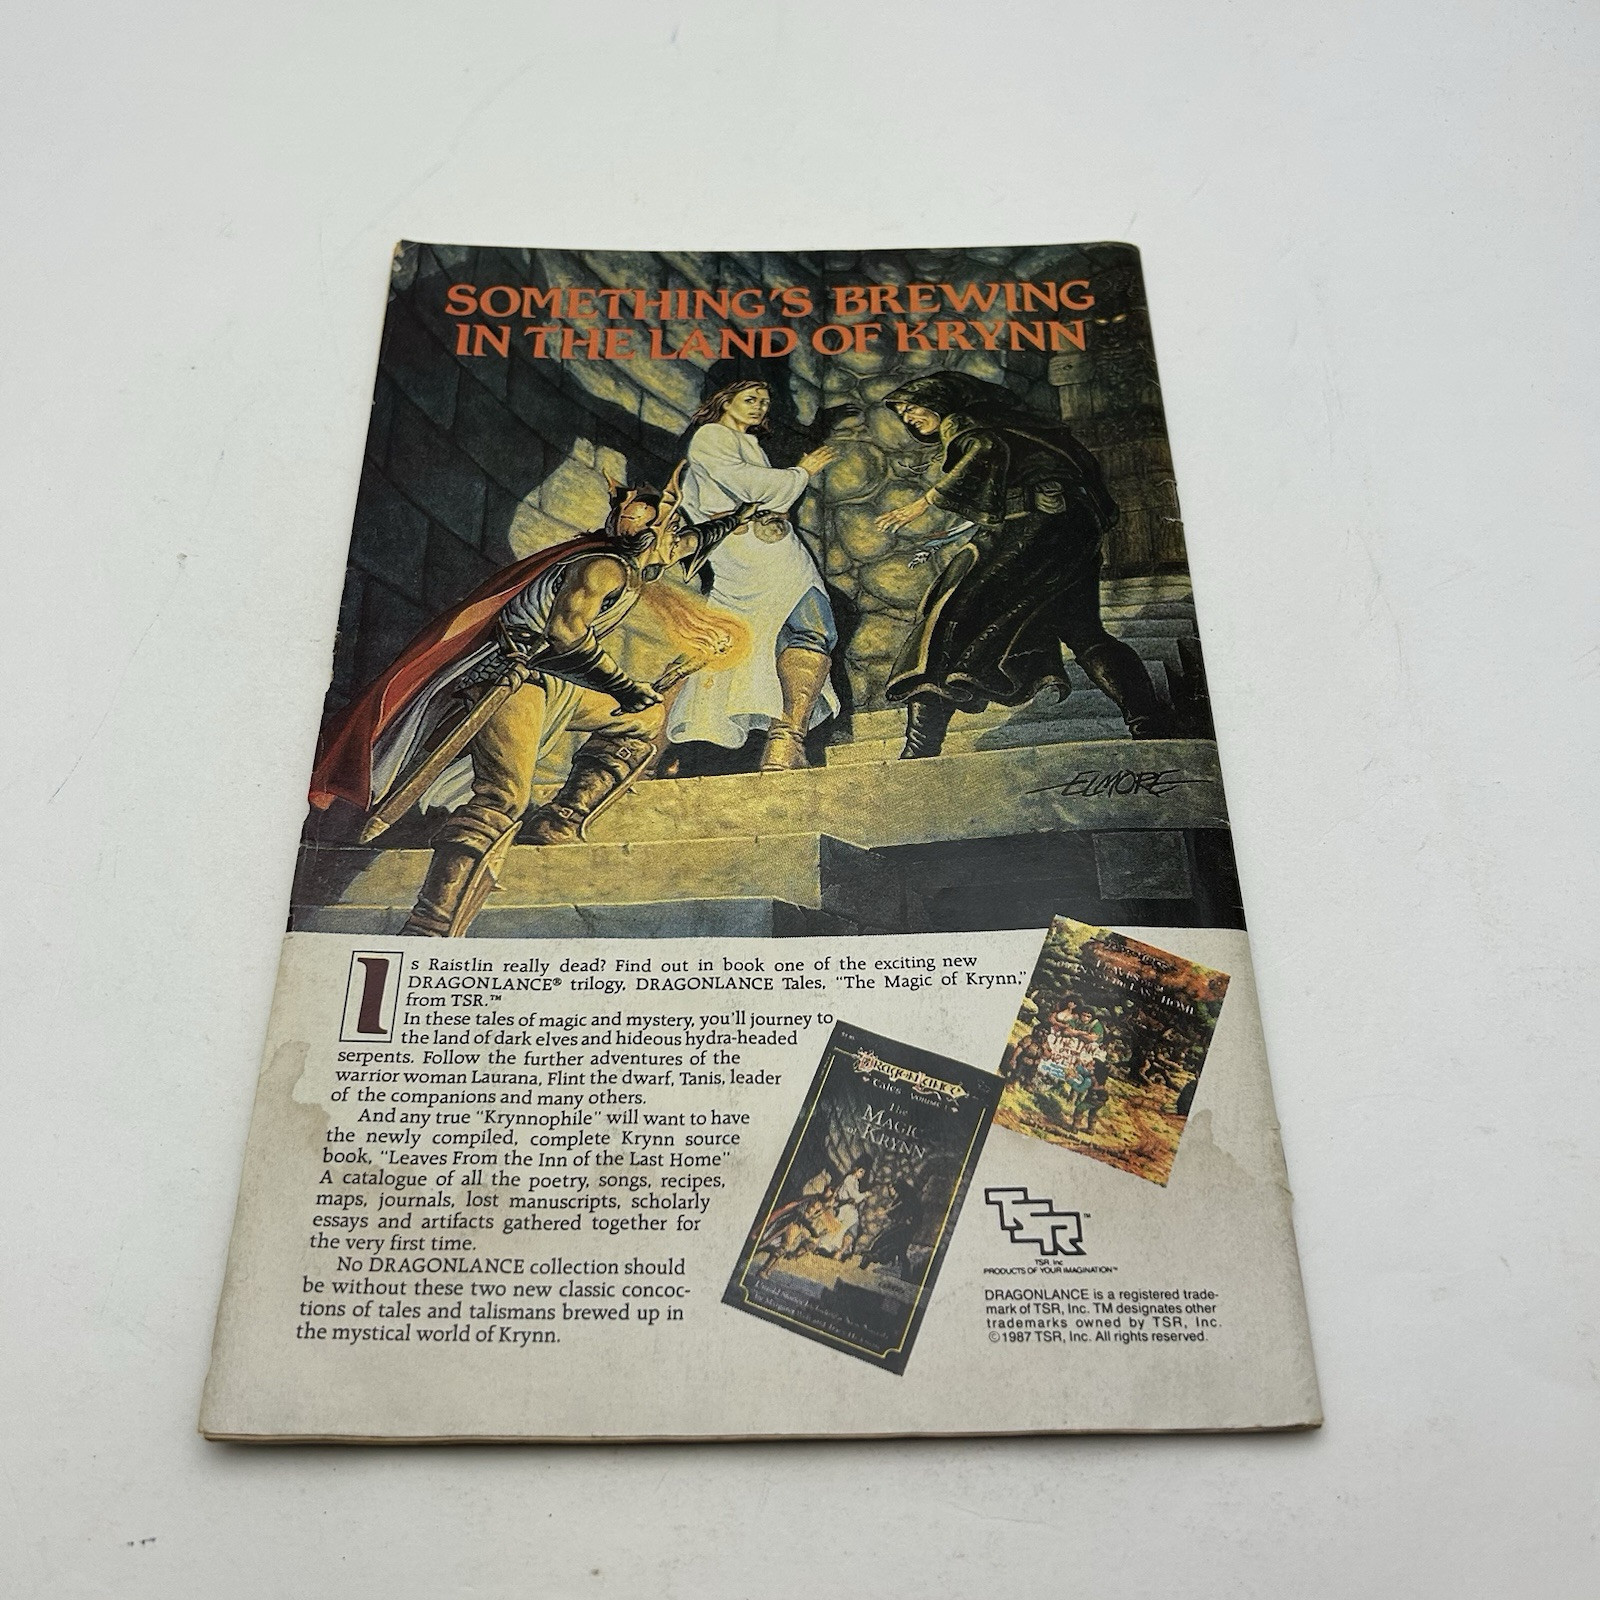 SOMETHING'S BREWING
IN THE LAND OF KRYNN
ELMORE
Is Raistlin really dead? Find out in book one of the exciting new
DRAGONLANCE® trilogy, DRAGONLANCE Tales, "The Magic of Krynn,"
from TSR.™
In these tales of magic and mystery, you'll journey to
the land of dark elves and hideous hydra-headed
serpents. Follow the further adventures of the
warrior woman Laurana, Flint the dwarf, Tanis, leader
of the companions and many others.
And any true "Krynnophile" will want to have
the newly compiled, complete Krynn source
book, "Leaves From the Inn of the Last Home"
A catalogue of all the poetry, songs, recipes,
maps, journals, lost manuscripts, scholarly
essays and artifacts gathered together for
the very first time.
No DRAGONLANCE collection should
be without these two new classic concoc-
tions of tales and talismans brewed up in
the mystical world of Krynn.
DRAGONLANCE
TALES VOLUME 1
The
MAGIC
of KRYNN
TSR™
TSR, Inc.
PRODUCTS OF YOUR IMAGINATION™
DRAGONLANCE is a registered trade-
mark of TSR, Inc. TM designates other
trademarks owned by TSR, Inc.
©1987 TSR, Inc. All rights reserved.